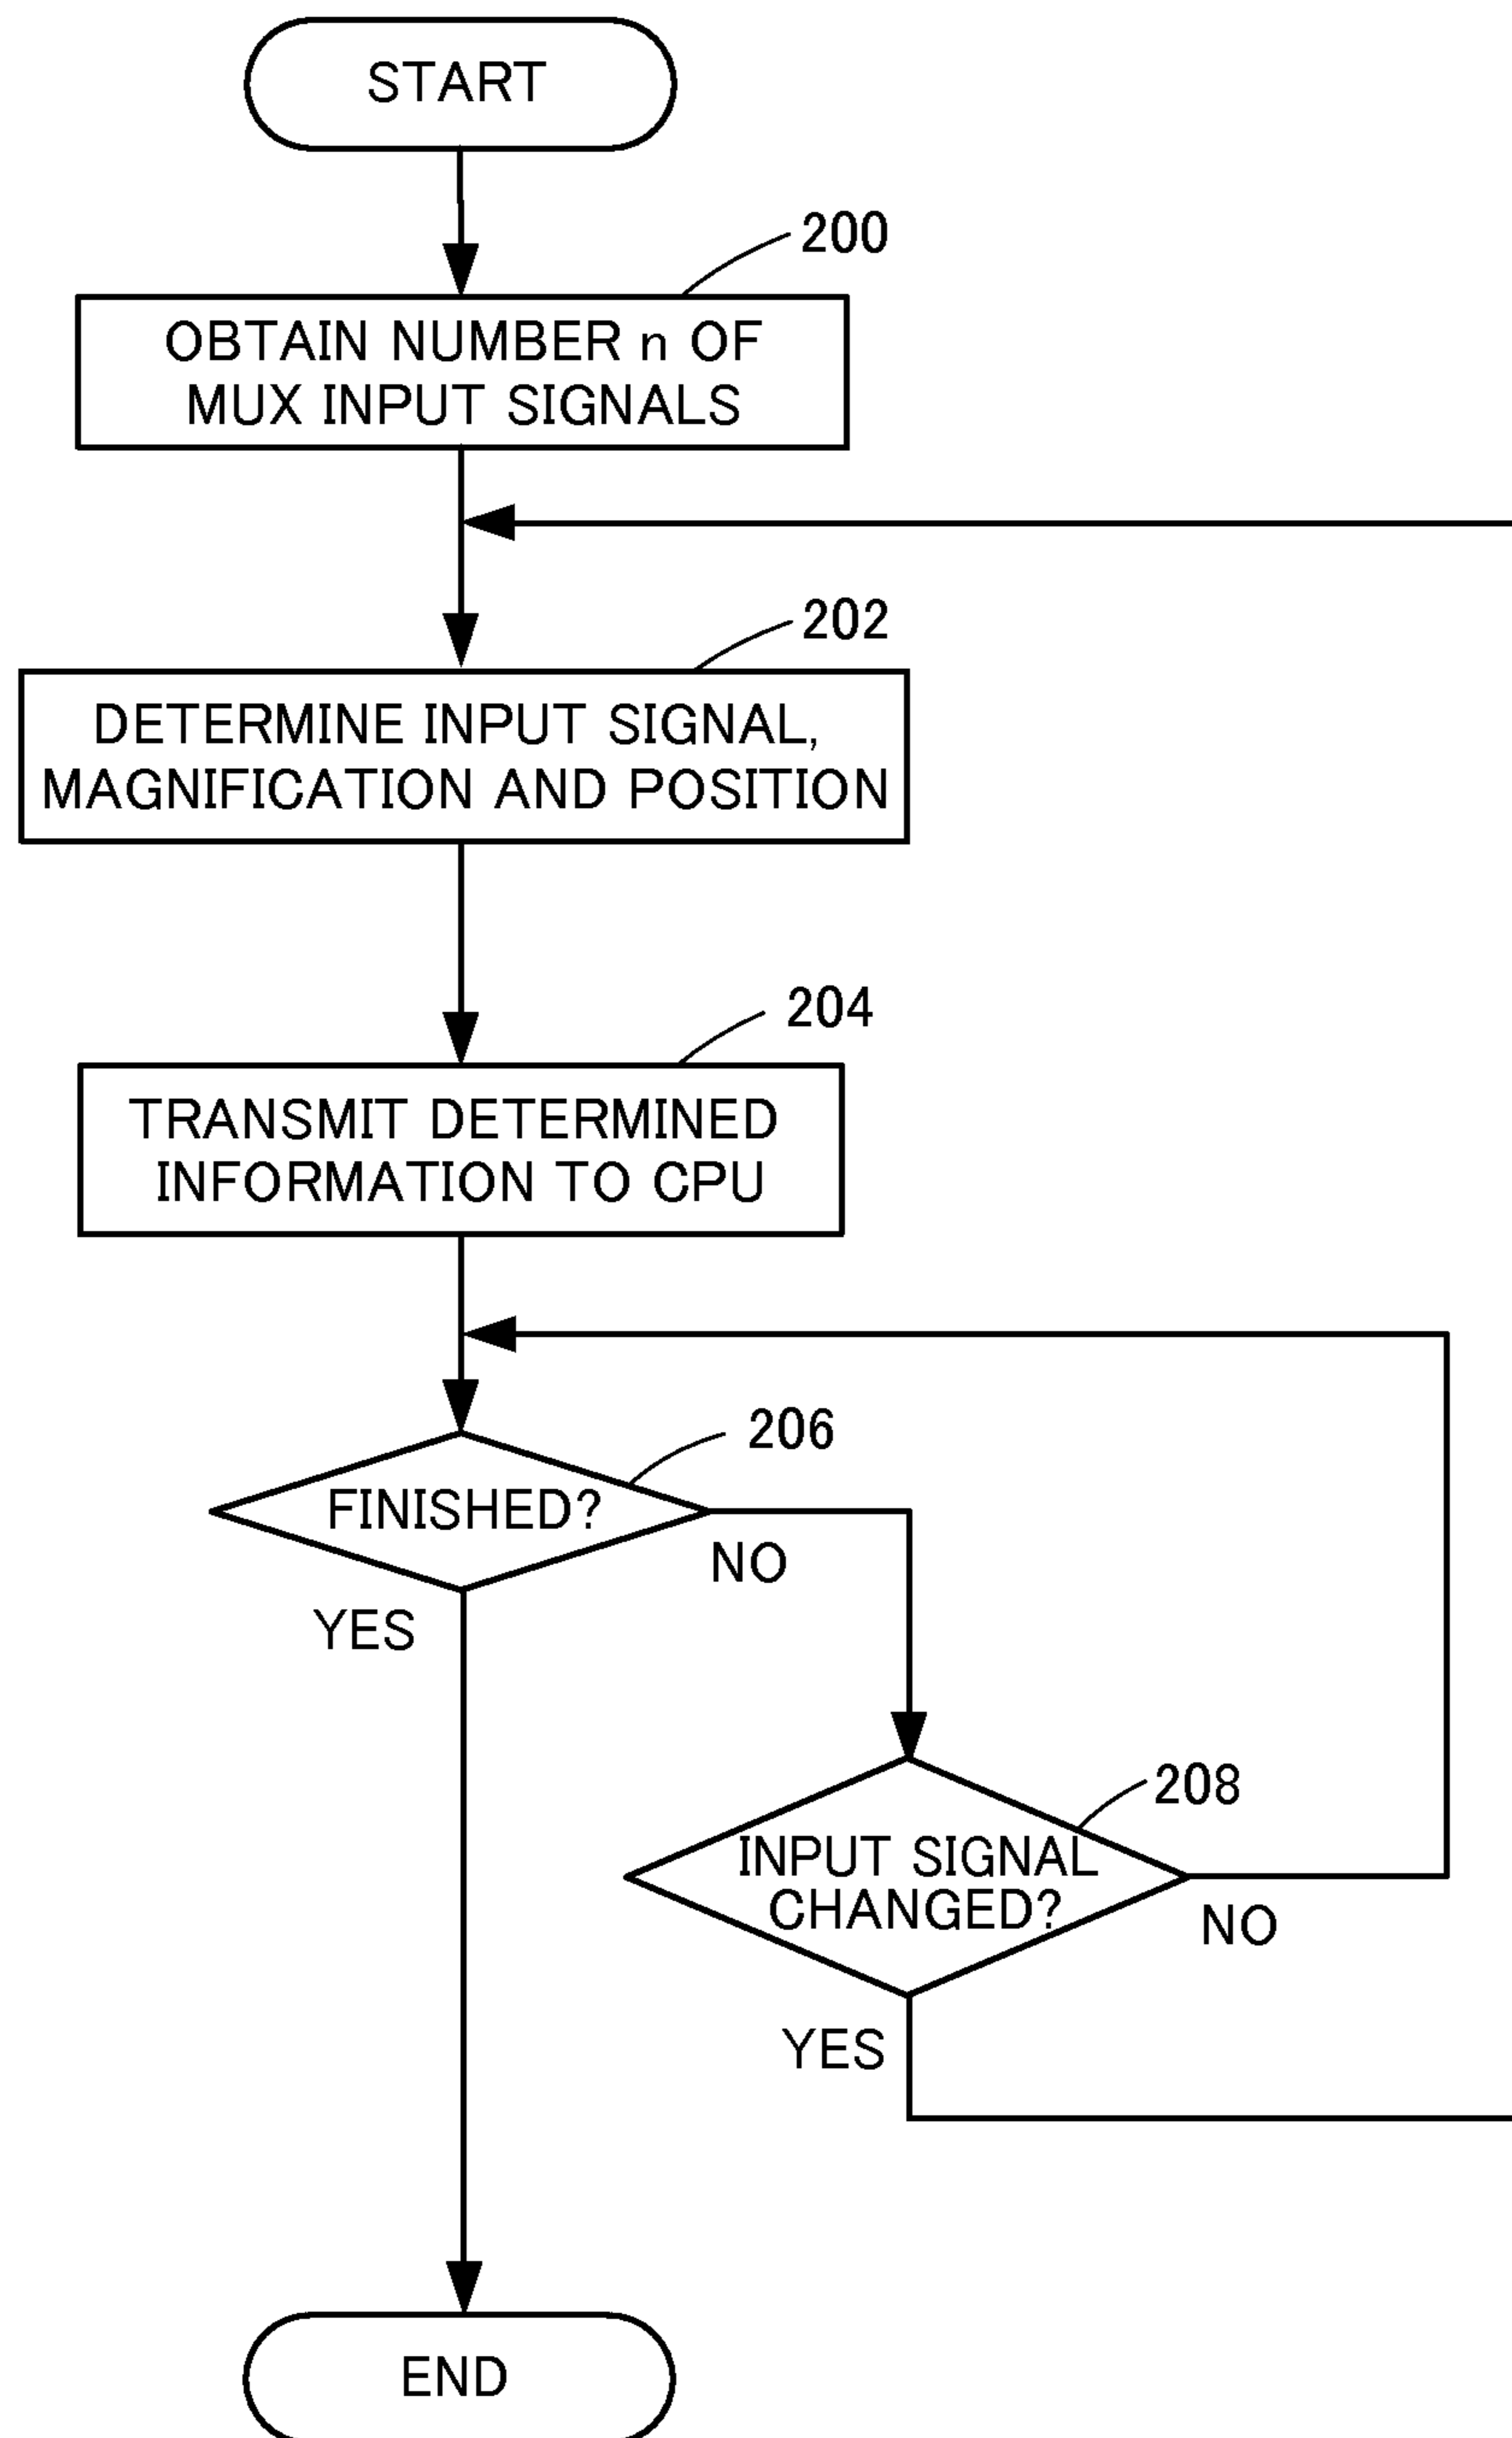 START
200
OBTAIN NUMBER n OF
MUX INPUT SIGNALS
202
DETERMINE INPUT SIGNAL,
MAGNIFICATION AND POSITION
204
TRANSMIT DETERMINED
INFORMATION TO CPU
206
FINISHED?
NO
YES
208
INPUT SIGNAL
CHANGED?
NO
YES
END